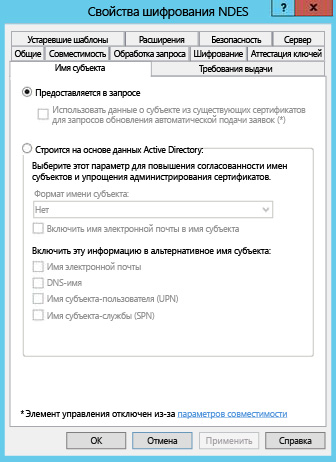 Свойства шифрования NDES
?
x
Устаревшие шаблоны Расширения Безопасность Сервер
Общие Совместимость Обработка запроса Шифрование Аттестация ключей
Имя субъекта Требования выдачи
Предоставляется в запросе
Использовать данные о субъекте из существующих сертификатов
для запросов обновления автоматической подачи заявок (*)
Строится на основе данных Active Directory:
Выберите этот параметр для повышения согласованности имен
субъектов и упрощения администрирования сертификатов.
Формат имени субъекта:
Нет
Включить имя электронной почты в имя субъекта
Включить эту информацию в альтернативное имя субъекта:
Имя электронной почты
DNS-имя
Имя субъекта-пользователя (UPN)
Имя субъекта-службы (SPN)
* Элемент управления отключен из-за параметров совместимости
ОК Отмена Применить Справка